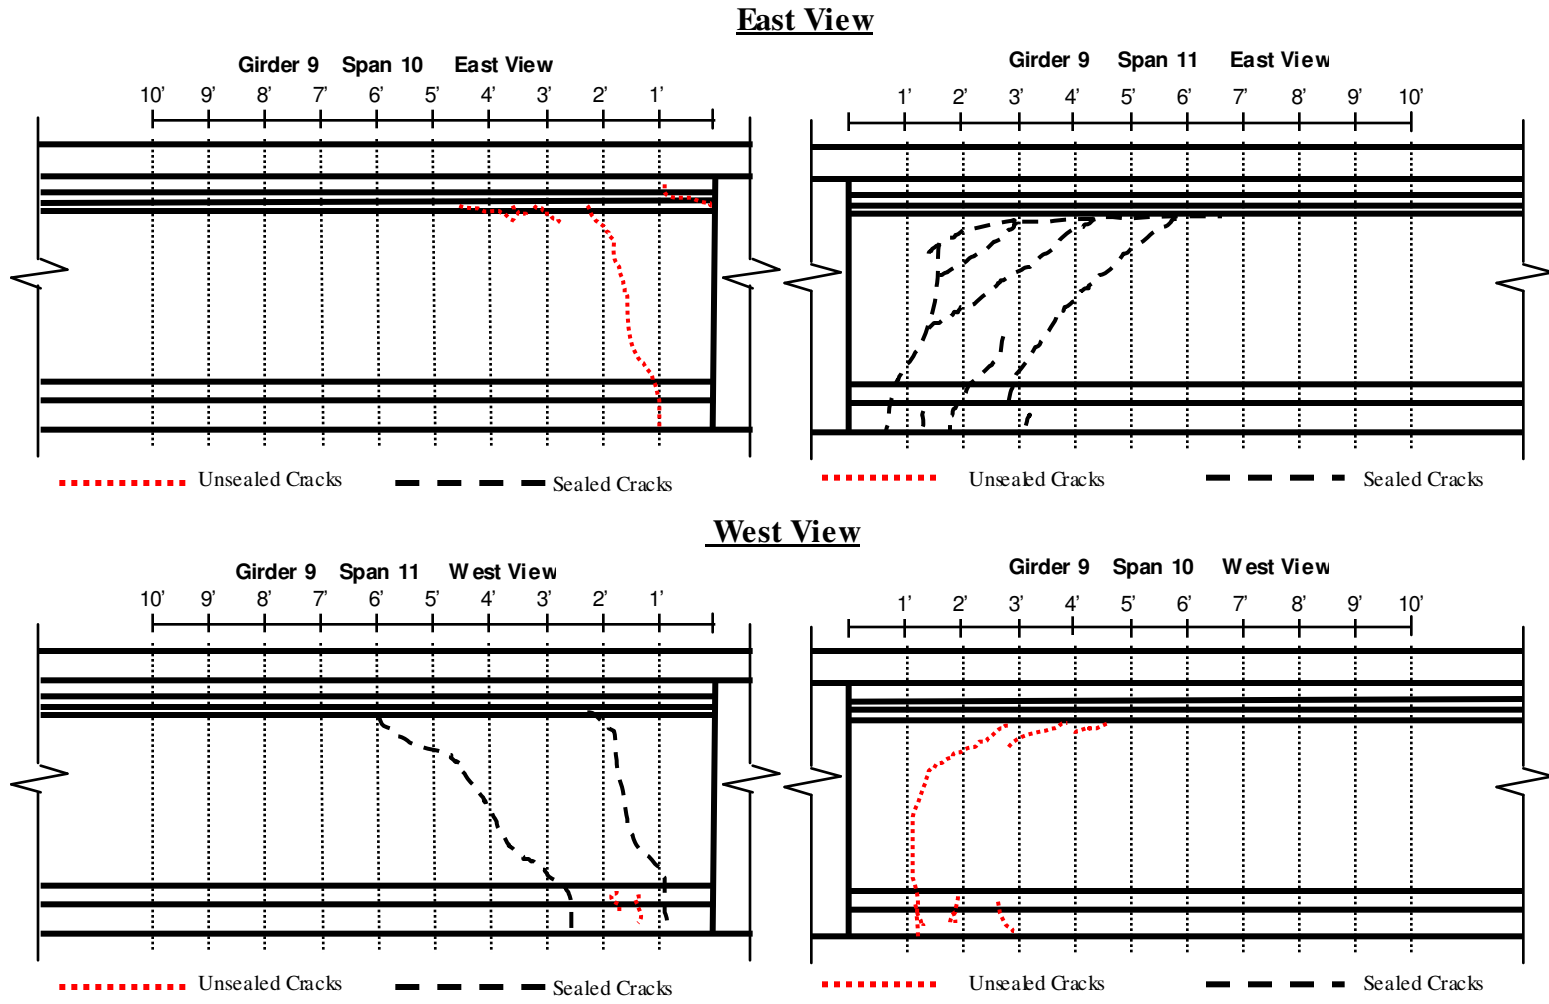 East View
Girder 9 Span 10 East View
10' 9' 8' 7' 6' 5' 4' 3' 2' 1'
Unsealed Cracks Sealed Cracks
Girder 9 Span 11 East View
1' 2' 3' 4' 5' 6' 7' 8' 9' 10'
Unsealed Cracks Sealed Cracks
West View
Girder 9 Span 11 West View
10' 9' 8' 7' 6' 5' 4' 3' 2' 1'
Unsealed Cracks Sealed Cracks
Girder 9 Span 10 West View
1' 2' 3' 4' 5' 6' 7' 8' 9' 10'
Unsealed Cracks Sealed Cracks